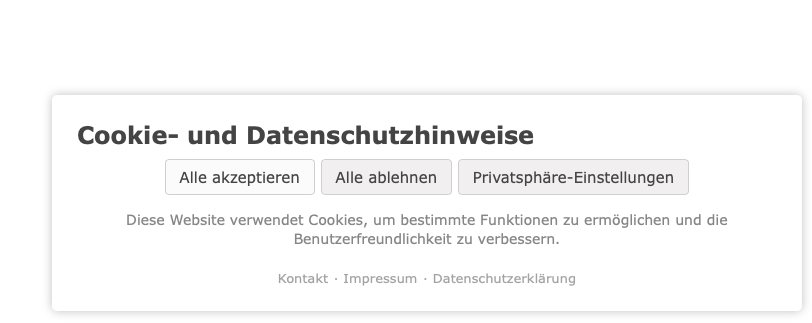 Cookie- und Datenschutzhinweise
Alle akzeptieren Alle ablehnen Privatsphäre-Einstellungen
Diese Website verwendet Cookies, um bestimmte Funktionen zu ermöglichen und die
Benutzerfreundlichkeit zu verbessern.
Kontakt · Impressum · Datenschutzerklärung